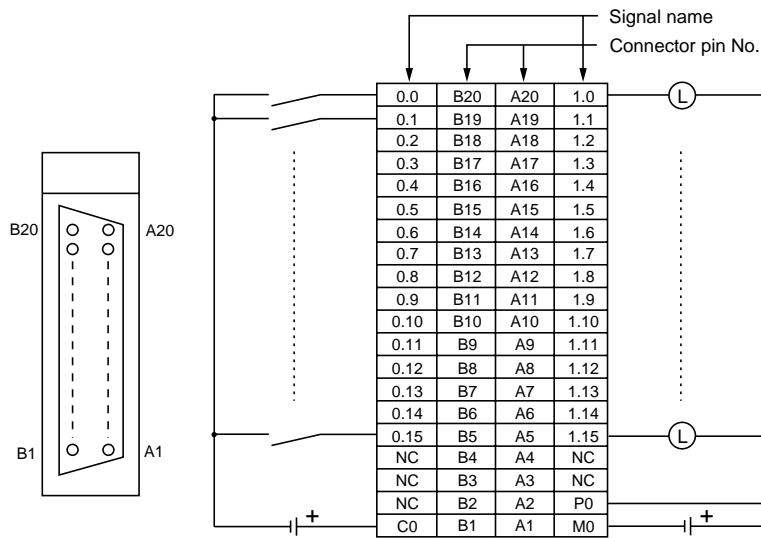 Signal name
Connector pin No.
0.0 B20 A20 1.0 L
0.1 B19 A19 1.1
0.2 B18 A18 1.2
0.3 B17 A17 1.3
0.4 B16 A16 1.4
0.5 B15 A15 1.5
B20 A20 0.6 B14 A14 1.6
0.7 B13 A13 1.7
0.8 B12 A12 1.8
0.9 B11 A11 1.9
0.10 B10 A10 1.10
0.11 B9 A9 1.11
0.12 B8 A8 1.12
0.13 B7 A7 1.13
0.14 B6 A6 1.14
0.15 B5 A5 1.15 L
B1 A1 NC B4 A4 NC
NC B3 A3 NC
NC B2 A2 P0
+ C0 B1 A1 M0 +